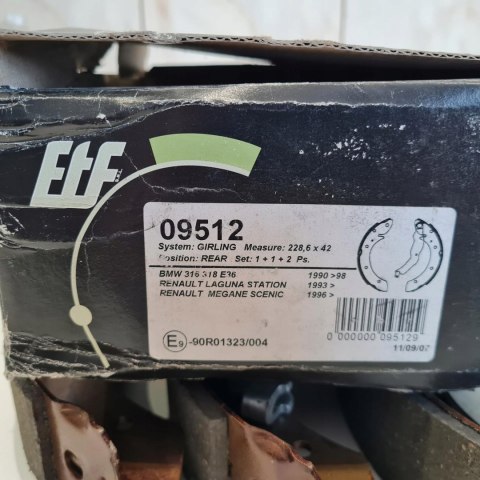 Etf
09512
System: GIRLING Measure: 228,6 x 42
Position: REAR Set: 1 + 1 + 2 Ps.
BMW 316 318 E36 1990 >98
RENAULT LAGUNA STATION 1993 >
RENAULT MEGANE SCENIC 1996 >
0 000000 095129
E9 -90R01323/004
11/09/02